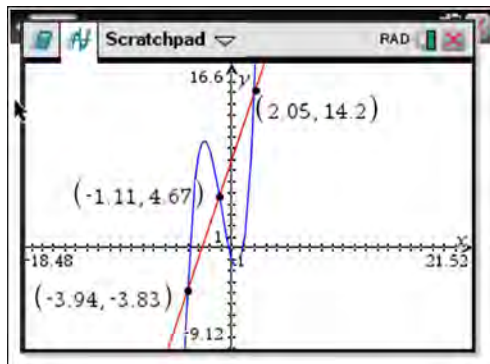 Scratchpad RAD
16.6 y
(2.05, 14.2)
(-1.11, 4.67)
1 x
-18.48 1 21.52
(-3.94, -3.83)
-9.12